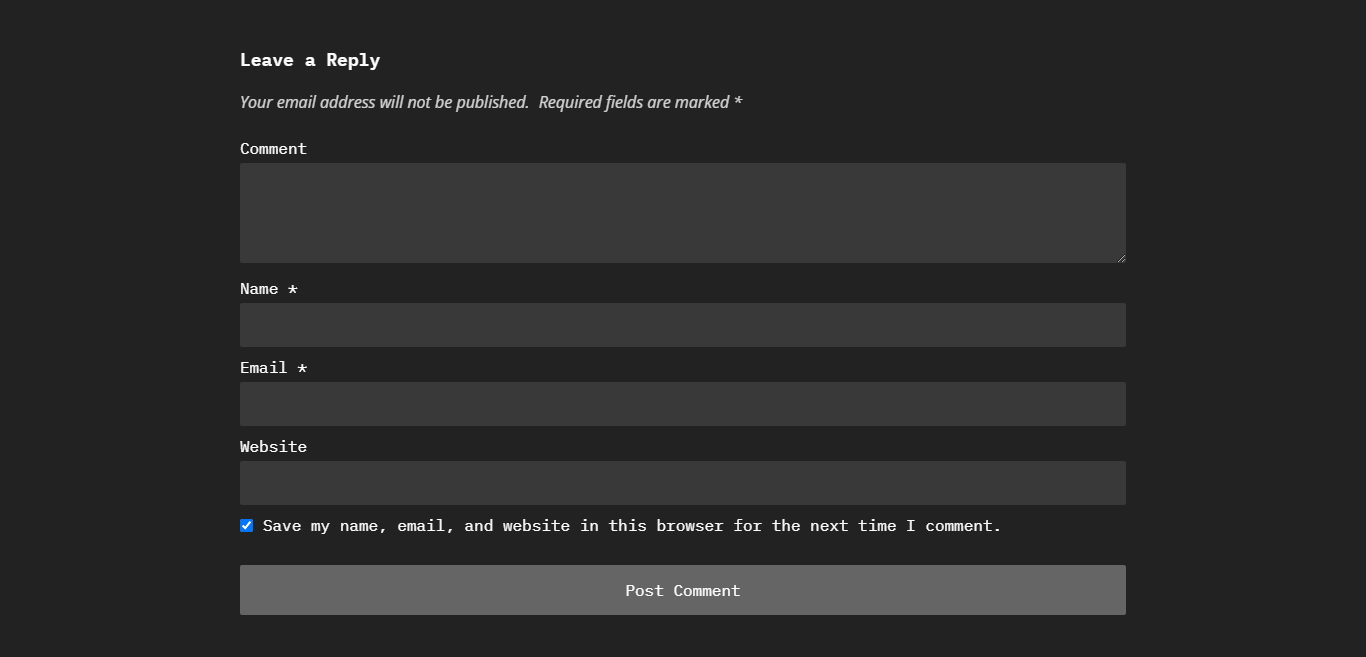 Leave a Reply
Your email address will not be published.  Required fields are marked *
Comment
Name *
Email *
Website
Save my name, email, and website in this browser for the next time I comment.
Post Comment